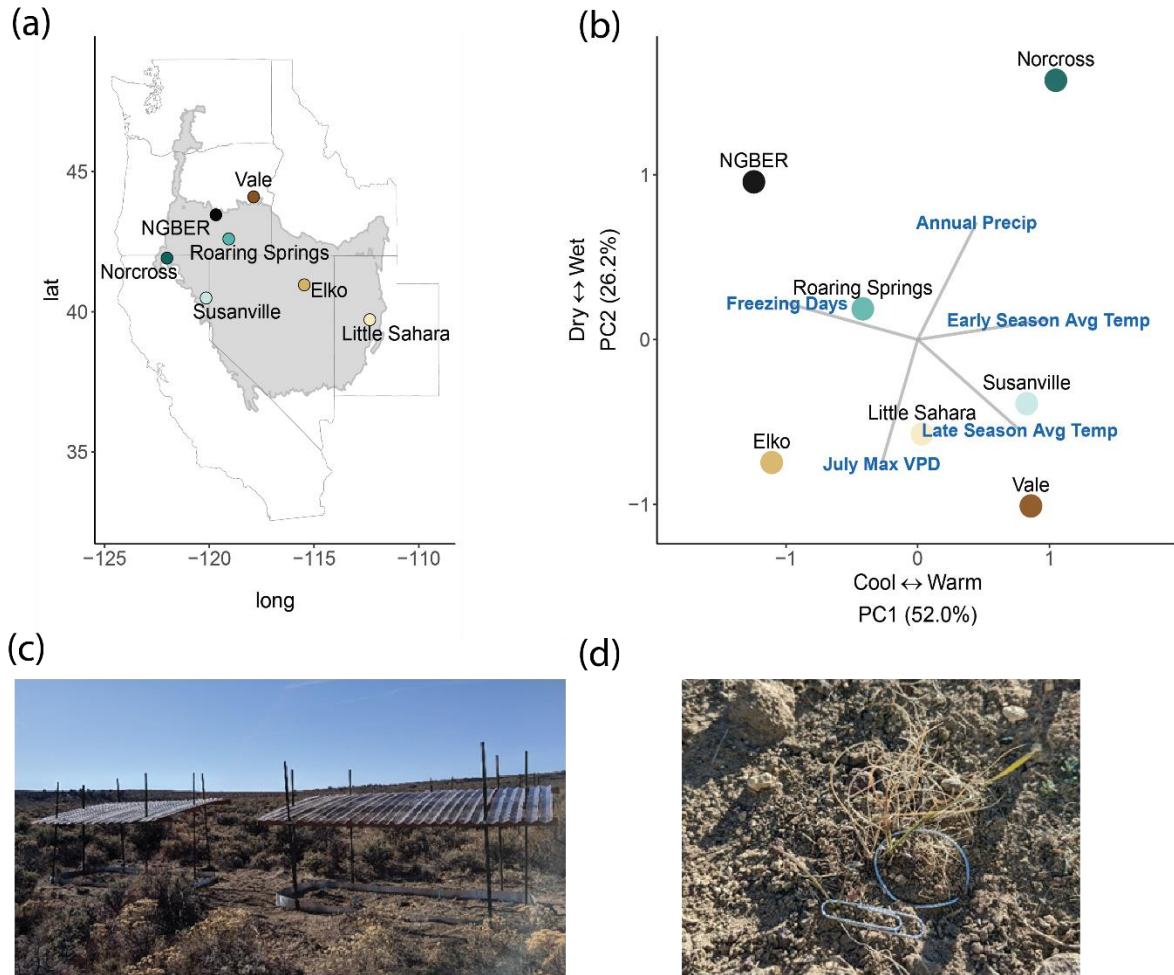 (a)
45
40
35
lat
−125
−120
−115
−110
long
Vale
NGBER
Roaring Springs
Norcross
Elko
Susanville
Little Sahara
(b)
1
0
−1
Dry ↔ Wet
PC2 (26.2%)
Norcross
NGBER
Annual Precip
Roaring Springs
Freezing Days
Early Season Avg Temp
Susanville
Little Sahara
Late Season Avg Temp
Elko
July Max VPD
Vale
−1
0
1
Cool ↔ Warm
PC1 (52.0%)
(c)
(d)